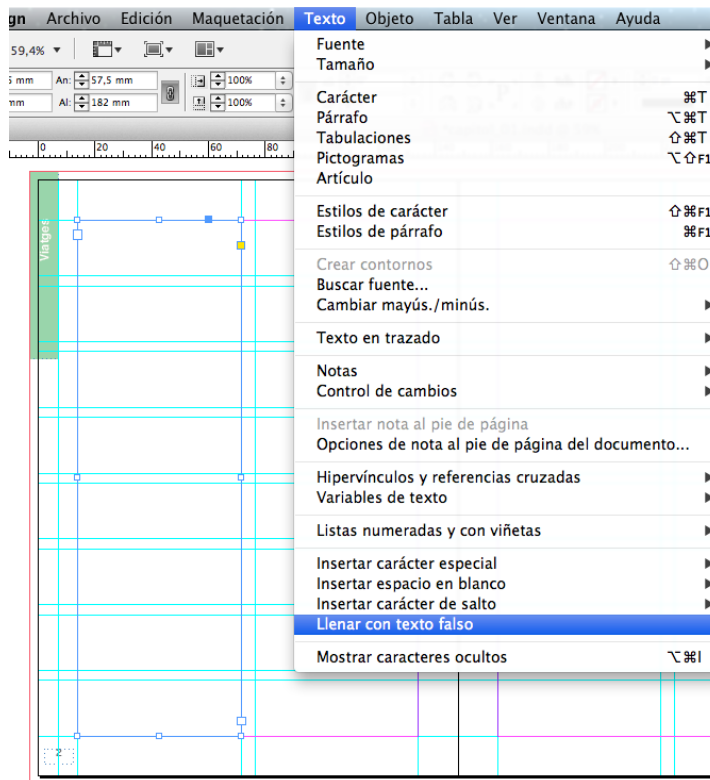 gn Archivo Edición Maquetación Texto Objeto Tabla Ver Ventana Ayuda
59,4%
5 mm An: 57,5 mm 100%
mm Al: 182 mm 100%
0 20 40 60 80
Viatges
Fuente
Tamaño
Carácter ⌘T
Párrafo ⌥⌘T
Tabulaciones ⇧⌘T
Pictogramas ⌥⇧F1
Artículo
Estilos de carácter ⇧⌘F1
Estilos de párrafo ⌘F1
Crear contornos ⇧⌘O
Buscar fuente...
Cambiar mayús./minús.
Texto en trazado
Notas
Control de cambios
Insertar nota al pie de página
Opciones de nota al pie de página del documento...
Hipervínculos y referencias cruzadas
Variables de texto
Listas numeradas y con viñetas
Insertar carácter especial
Insertar espacio en blanco
Insertar carácter de salto
Llenar con texto falso
Mostrar caracteres ocultos ⌥⌘I
2